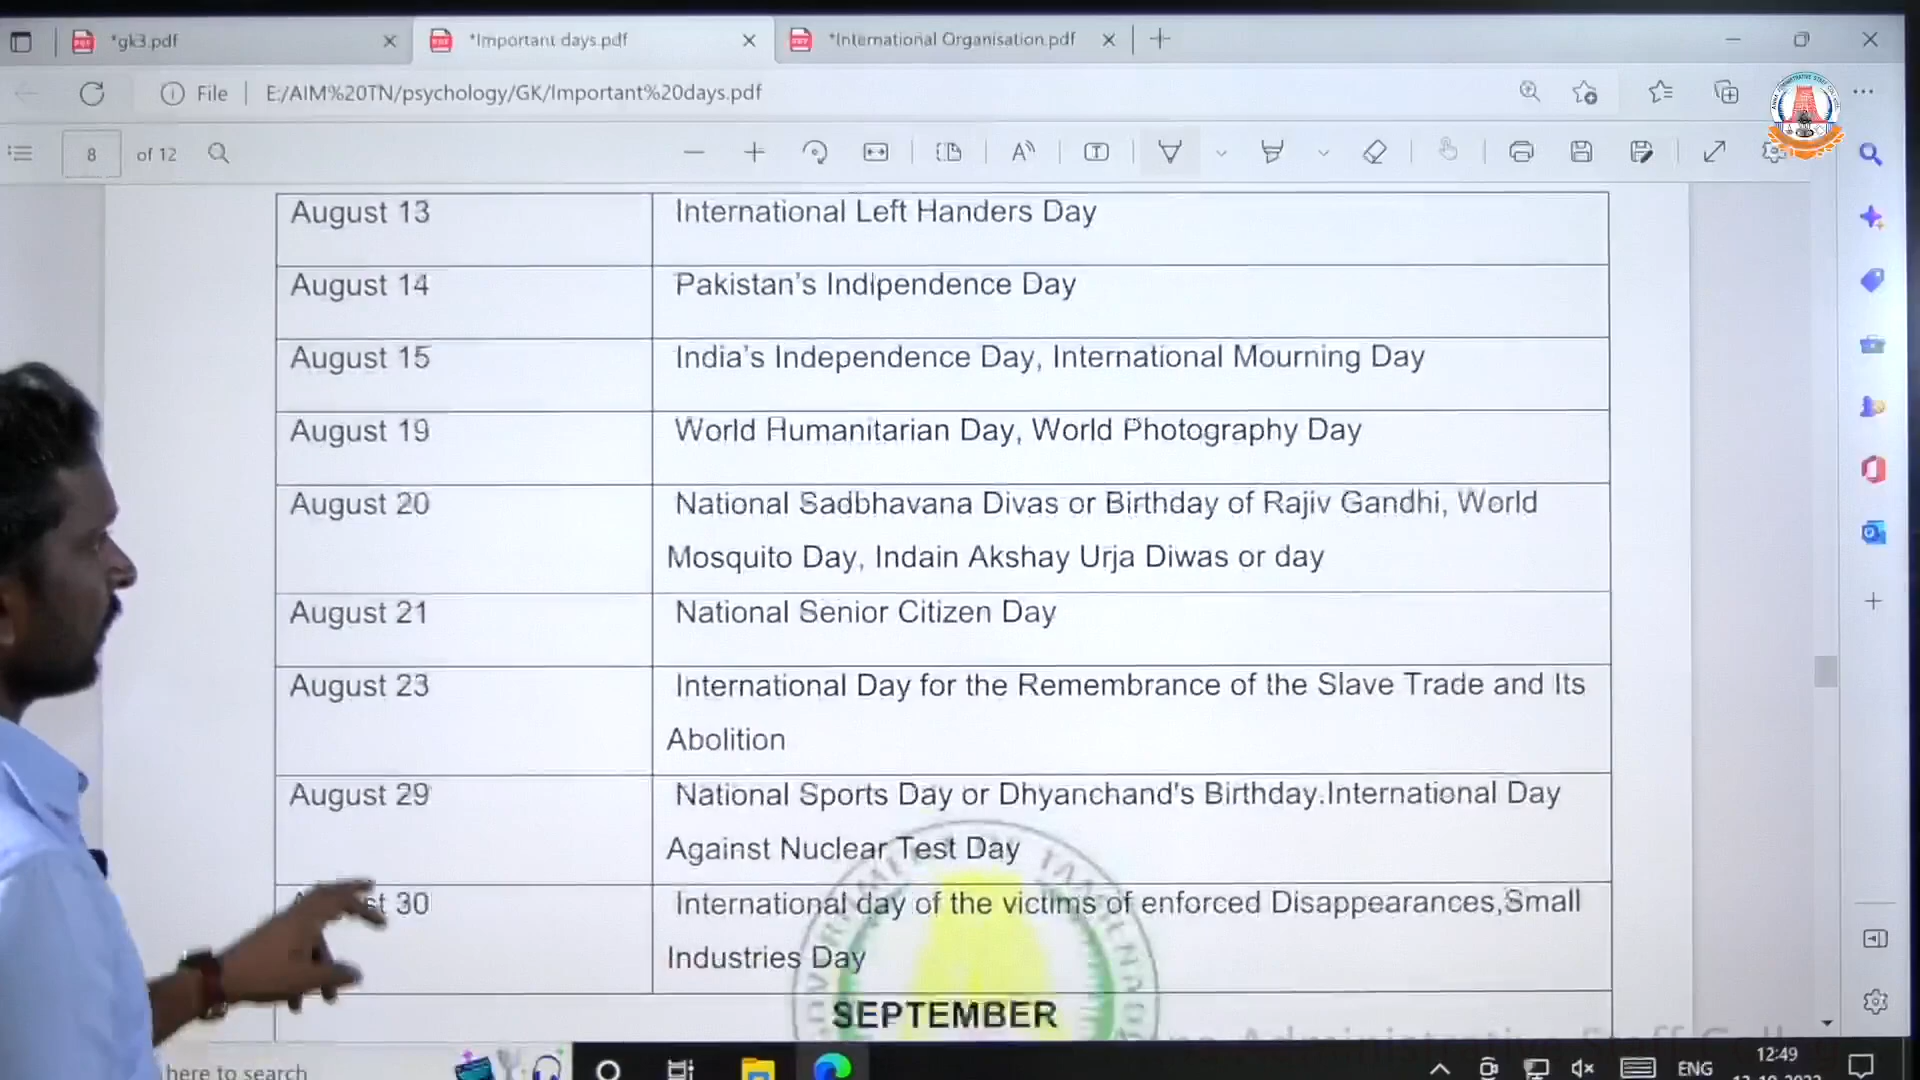 *gk3.pdf
*Important days.pdf
*International Organisation.pdf
File
E:/AIM%20TN/psychology/GK/Important%20days.pdf
8 of 12
August 13 International Left Handers Day
August 14 Pakistan's Indipendence Day
August 15 India's Independence Day, International Mourning Day
August 19 World Humanitarian Day, World Photography Day
August 20 National Sadbhavana Divas or Birthday of Rajiv Gandhi, World
Mosquito Day, Indain Akshay Urja Diwas or day
August 21 National Senior Citizen Day
August 23 International Day for the Remembrance of the Slave Trade and Its
Abolition
August 29 National Sports Day or Dhyanchand's Birthday.International Day
Against Nuclear Test Day
30 International day of the victims of enforced Disappearances,Small
Industries Day
SEPTEMBER
here to search
ENG
12:49